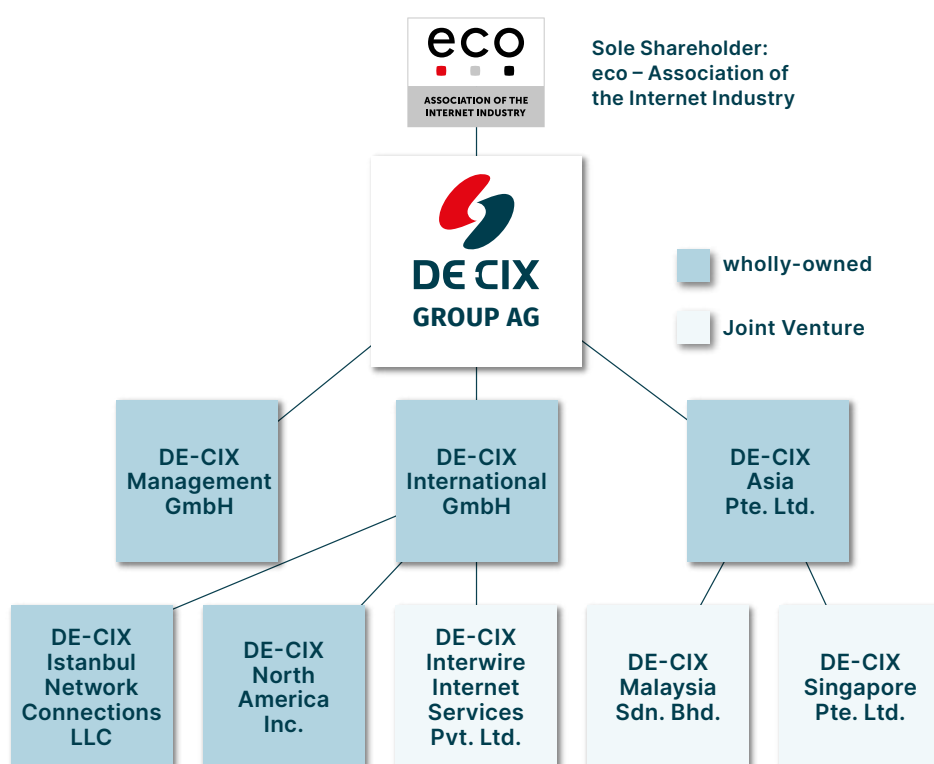 eco
ASSOCIATION OF THE
INTERNET INDUSTRY
Sole Shareholder:
eco – Association of
the Internet Industry
DE CIX
GROUP AG
wholly-owned
Joint Venture
DE-CIX
Management
GmbH
DE-CIX
International
GmbH
DE-CIX
Asia
Pte. Ltd.
DE-CIX
Istanbul
Network
Connections
LLC
DE-CIX
North
America
Inc.
DE-CIX
Interwire
Internet
Services
Pvt. Ltd.
DE-CIX
Malaysia
Sdn. Bhd.
DE-CIX
Singapore
Pte. Ltd.